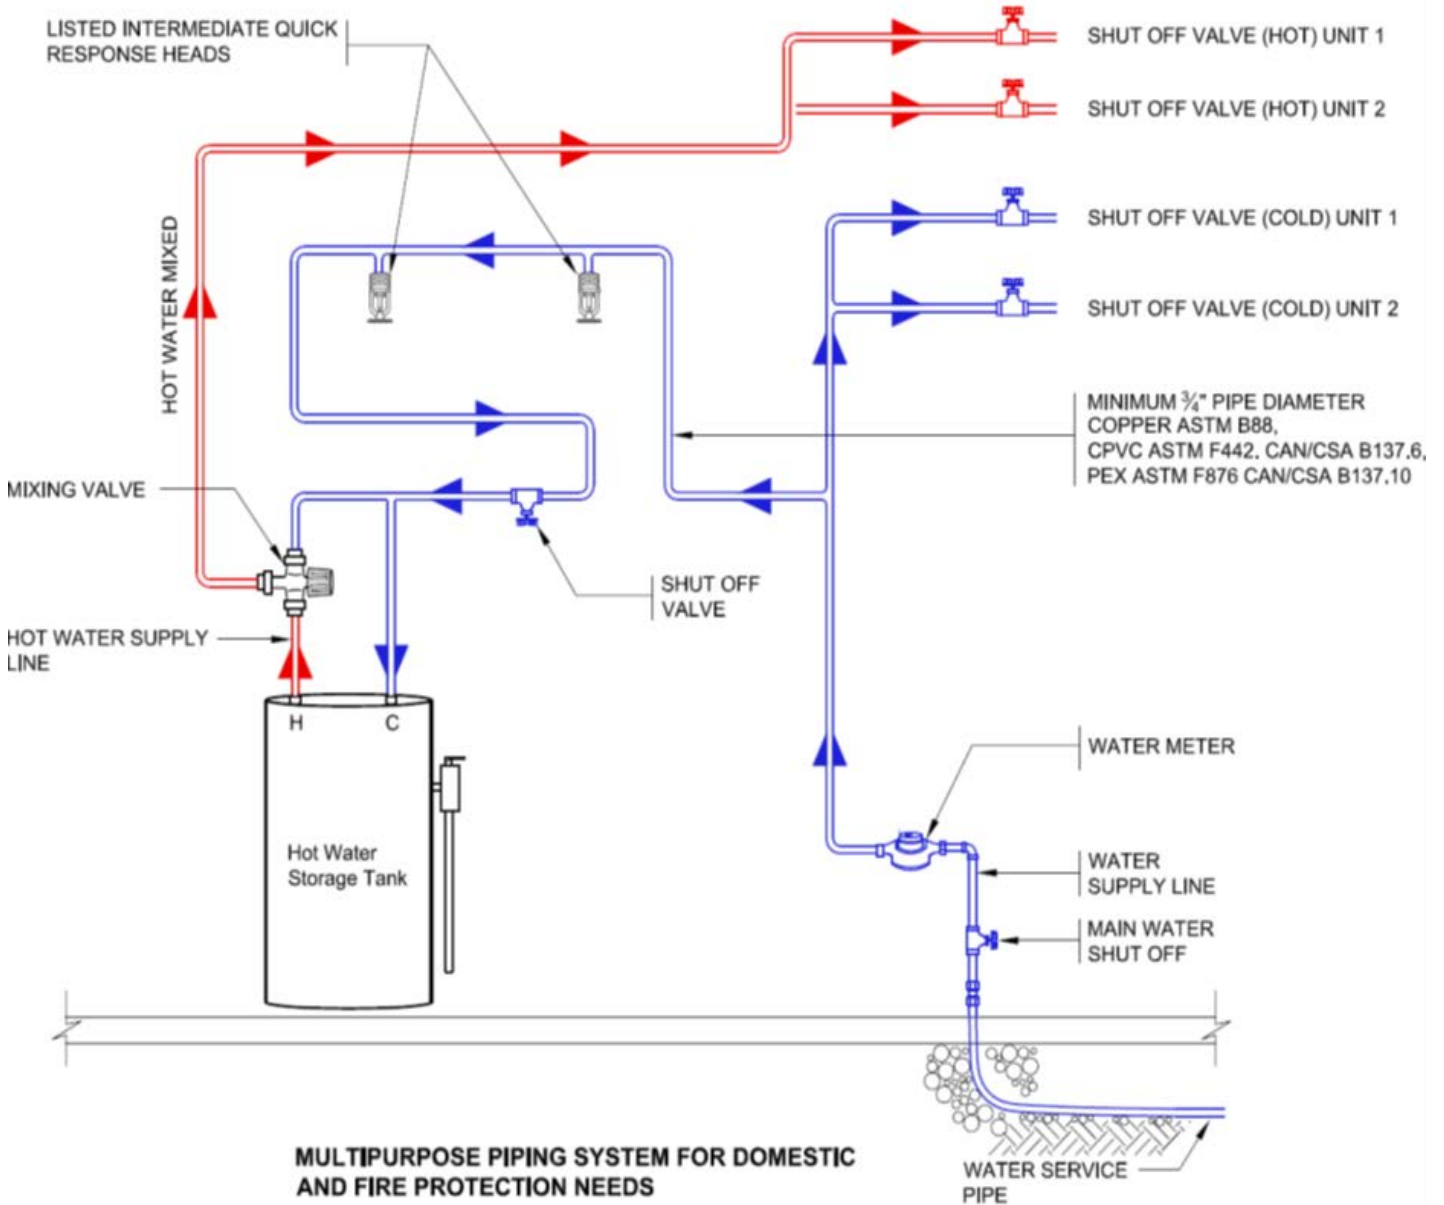 LISTED INTERMEDIATE QUICK
RESPONSE HEADS
SHUT OFF VALVE (HOT) UNIT 1
SHUT OFF VALVE (HOT) UNIT 2
HOT WATER MIXED
SHUT OFF VALVE (COLD) UNIT 1
SHUT OFF VALVE (COLD) UNIT 2
MINIMUM ¾" PIPE DIAMETER
COPPER ASTM B88,
CPVC ASTM F442, CAN/CSA B137.6,
PEX ASTM F876 CAN/CSA B137.10
MIXING VALVE
SHUT OFF
VALVE
HOT WATER SUPPLY
LINE
H C
WATER METER
Hot Water
Storage Tank
WATER
SUPPLY LINE
MAIN WATER
SHUT OFF
MULTIPURPOSE PIPING SYSTEM FOR DOMESTIC
AND FIRE PROTECTION NEEDS
WATER SERVICE
PIPE